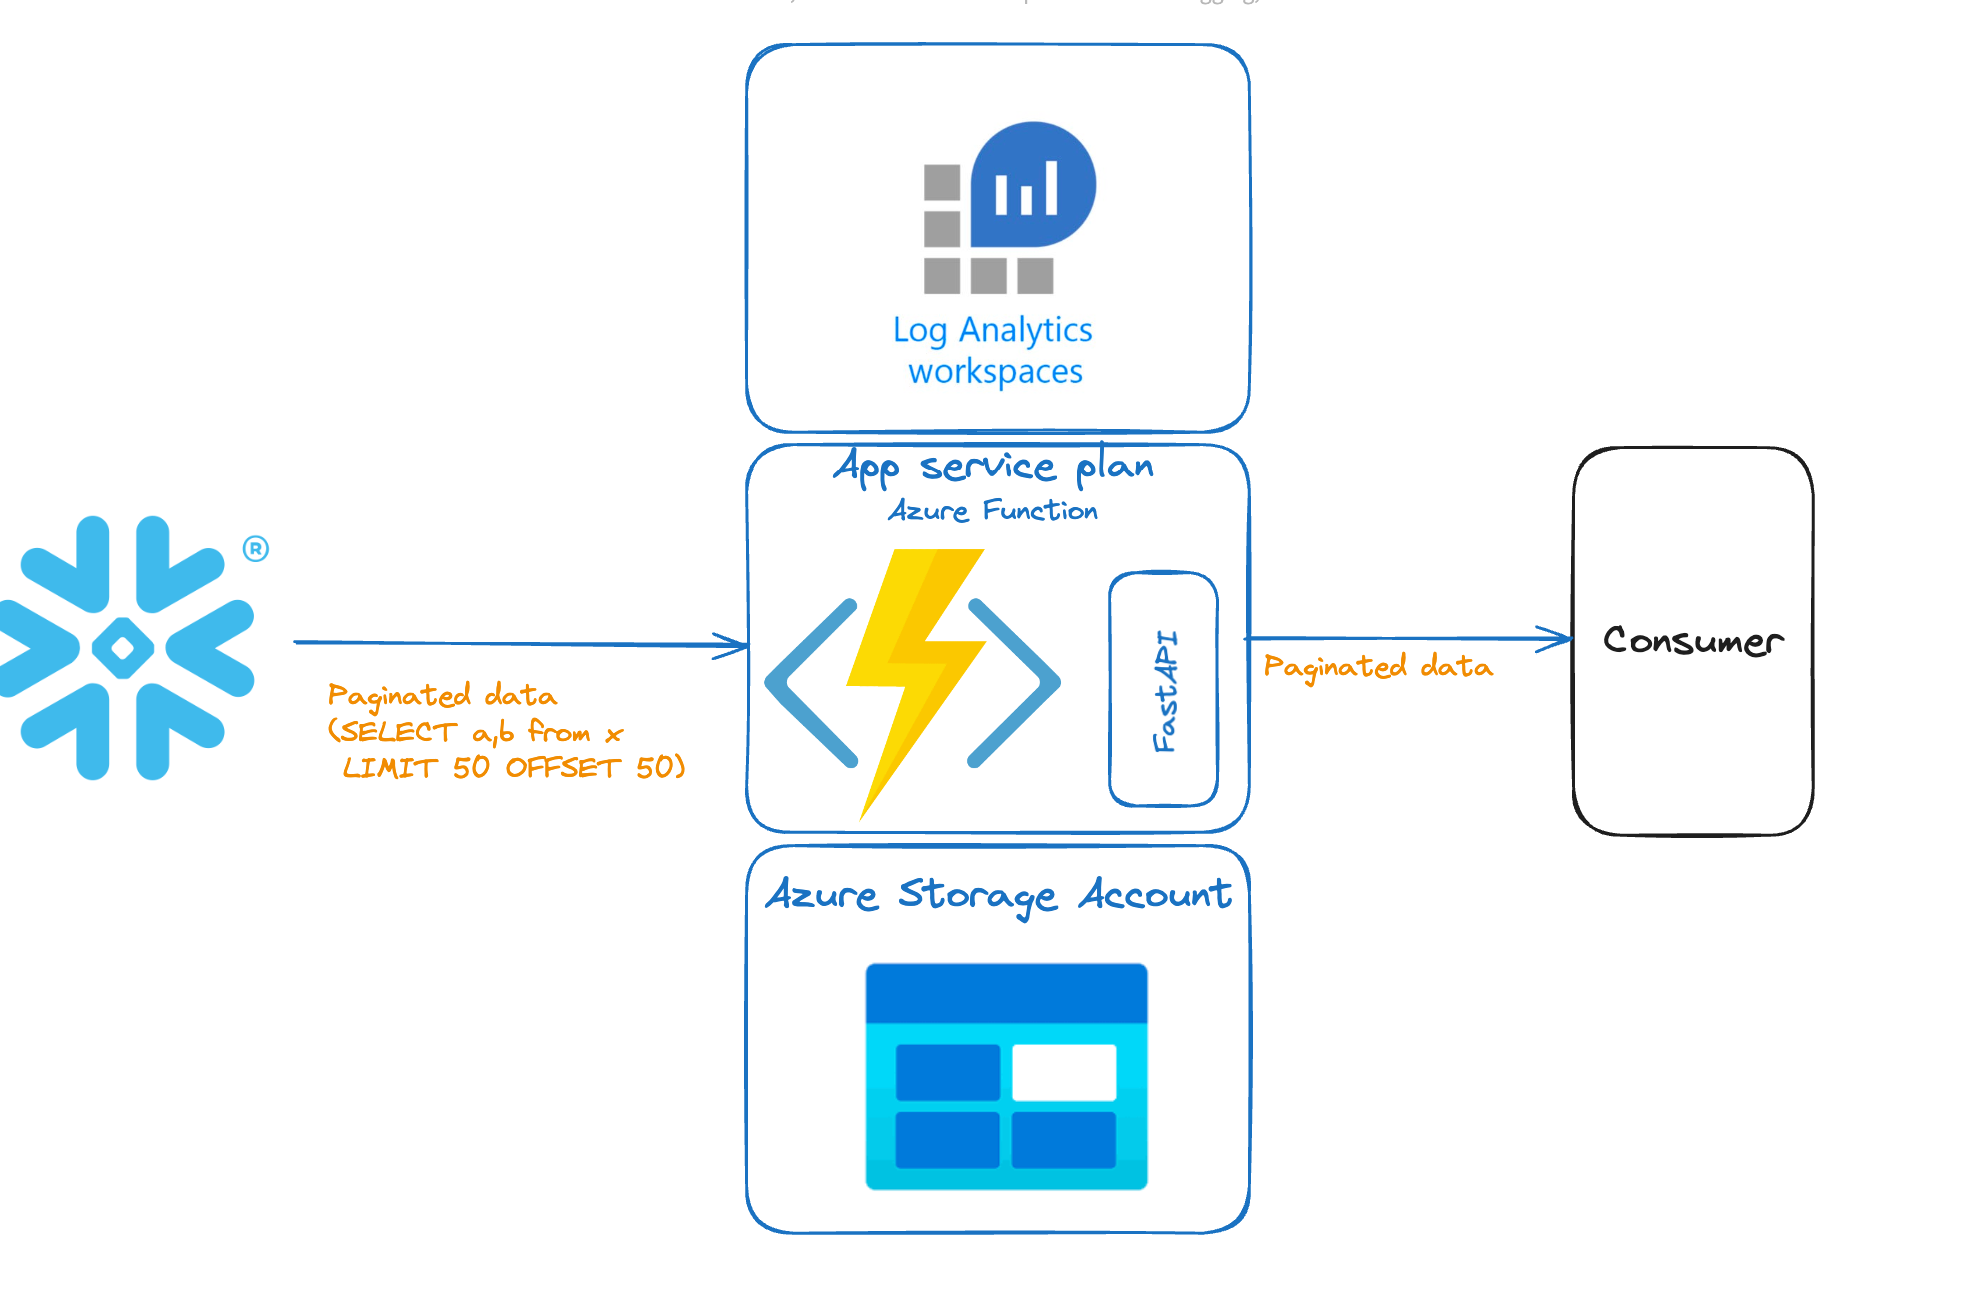 Log Analytics
workspaces
App service plan
Azure Function
®
FastAPI
Consumer
Paginated data
Paginated data
(SELECT a,b from x
LIMIT 50 OFFSET 50)
Azure Storage Account